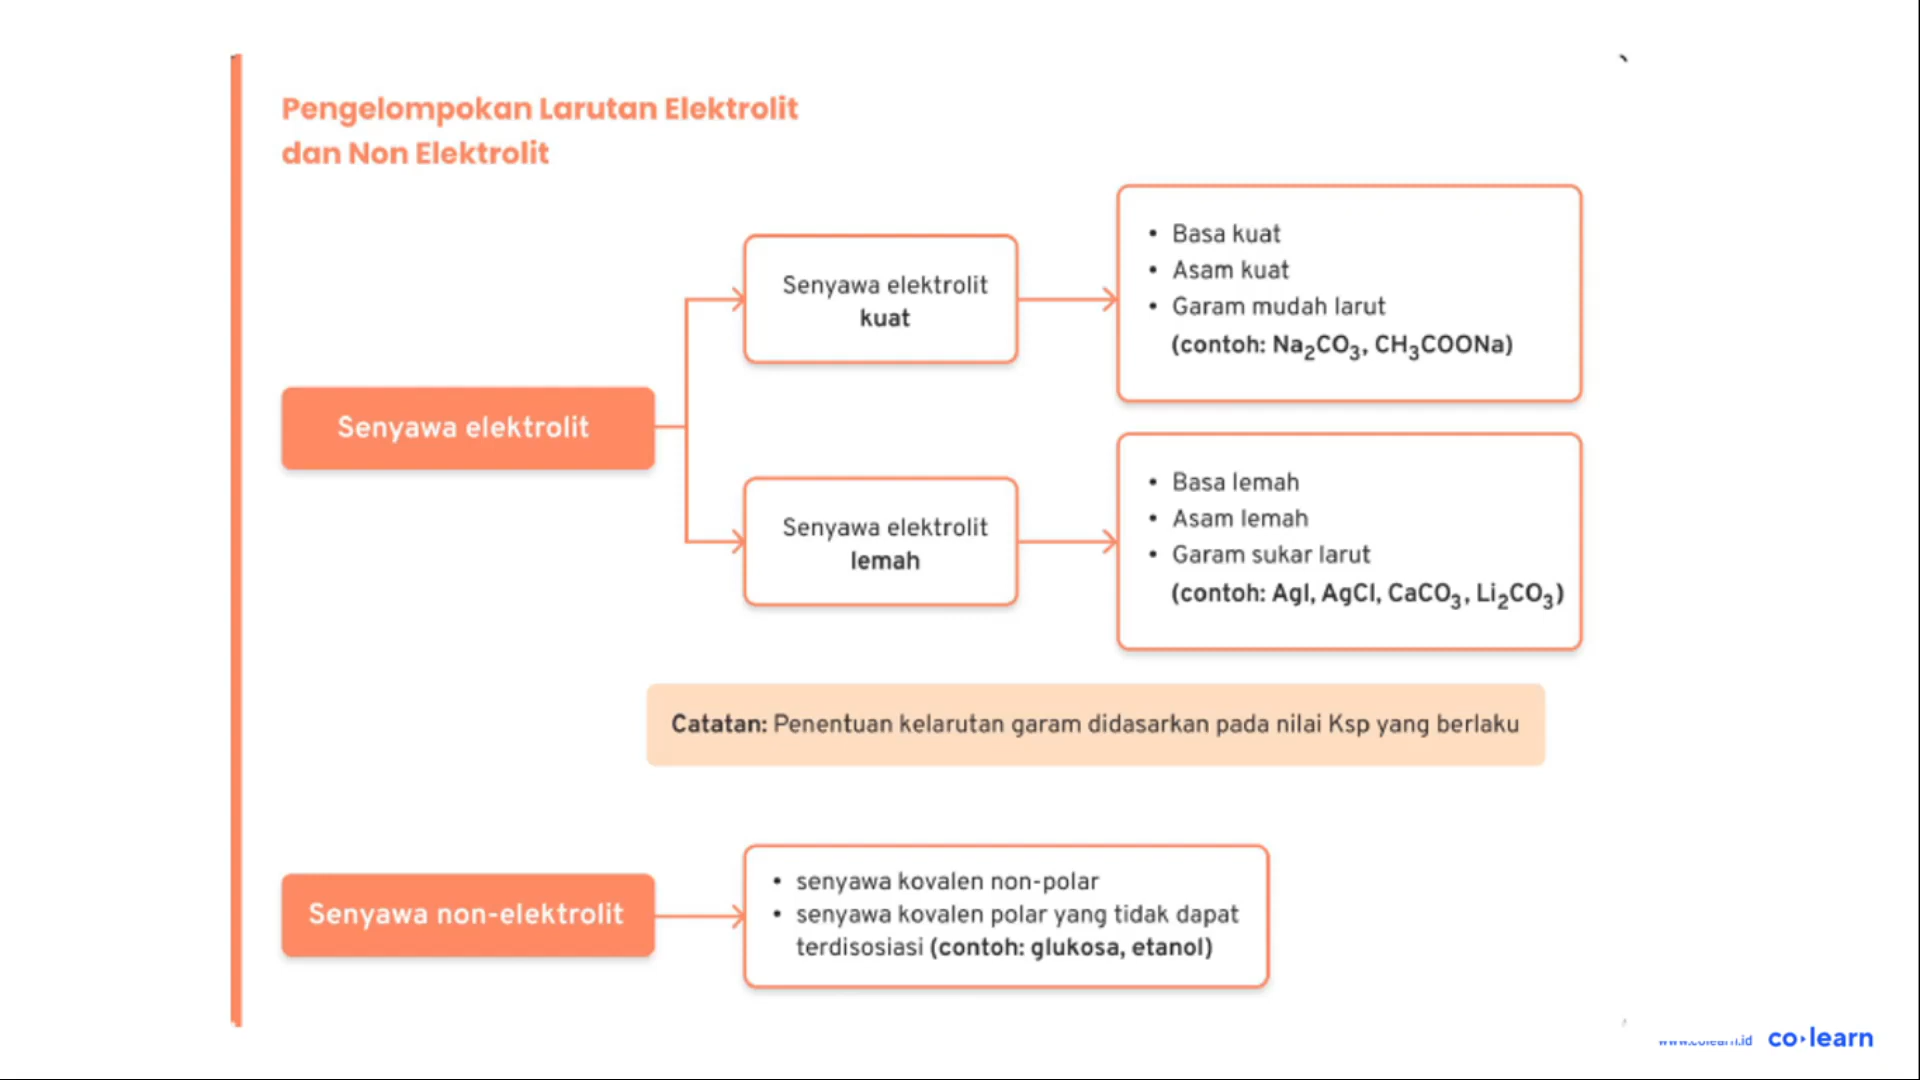 Pengelompokan Larutan Elektrolit
dan Non Elektrolit
Senyawa elektrolit
Senyawa elektrolit
kuat
• Basa kuat
• Asam kuat
• Garam mudah larut
(contoh: Na₂CO₃, CH₃COONa)
Senyawa elektrolit
lemah
• Basa lemah
• Asam lemah
• Garam sukar larut
(contoh: AgI, AgCl, CaCO₃, Li₂CO₃)
Catatan: Penentuan kelarutan garam didasarkan pada nilai Ksp yang berlaku
Senyawa non-elektrolit
• senyawa kovalen non-polar
• senyawa kovalen polar yang tidak dapat
terdisosiasi (contoh: glukosa, etanol)
www.colearn.id
co·learn